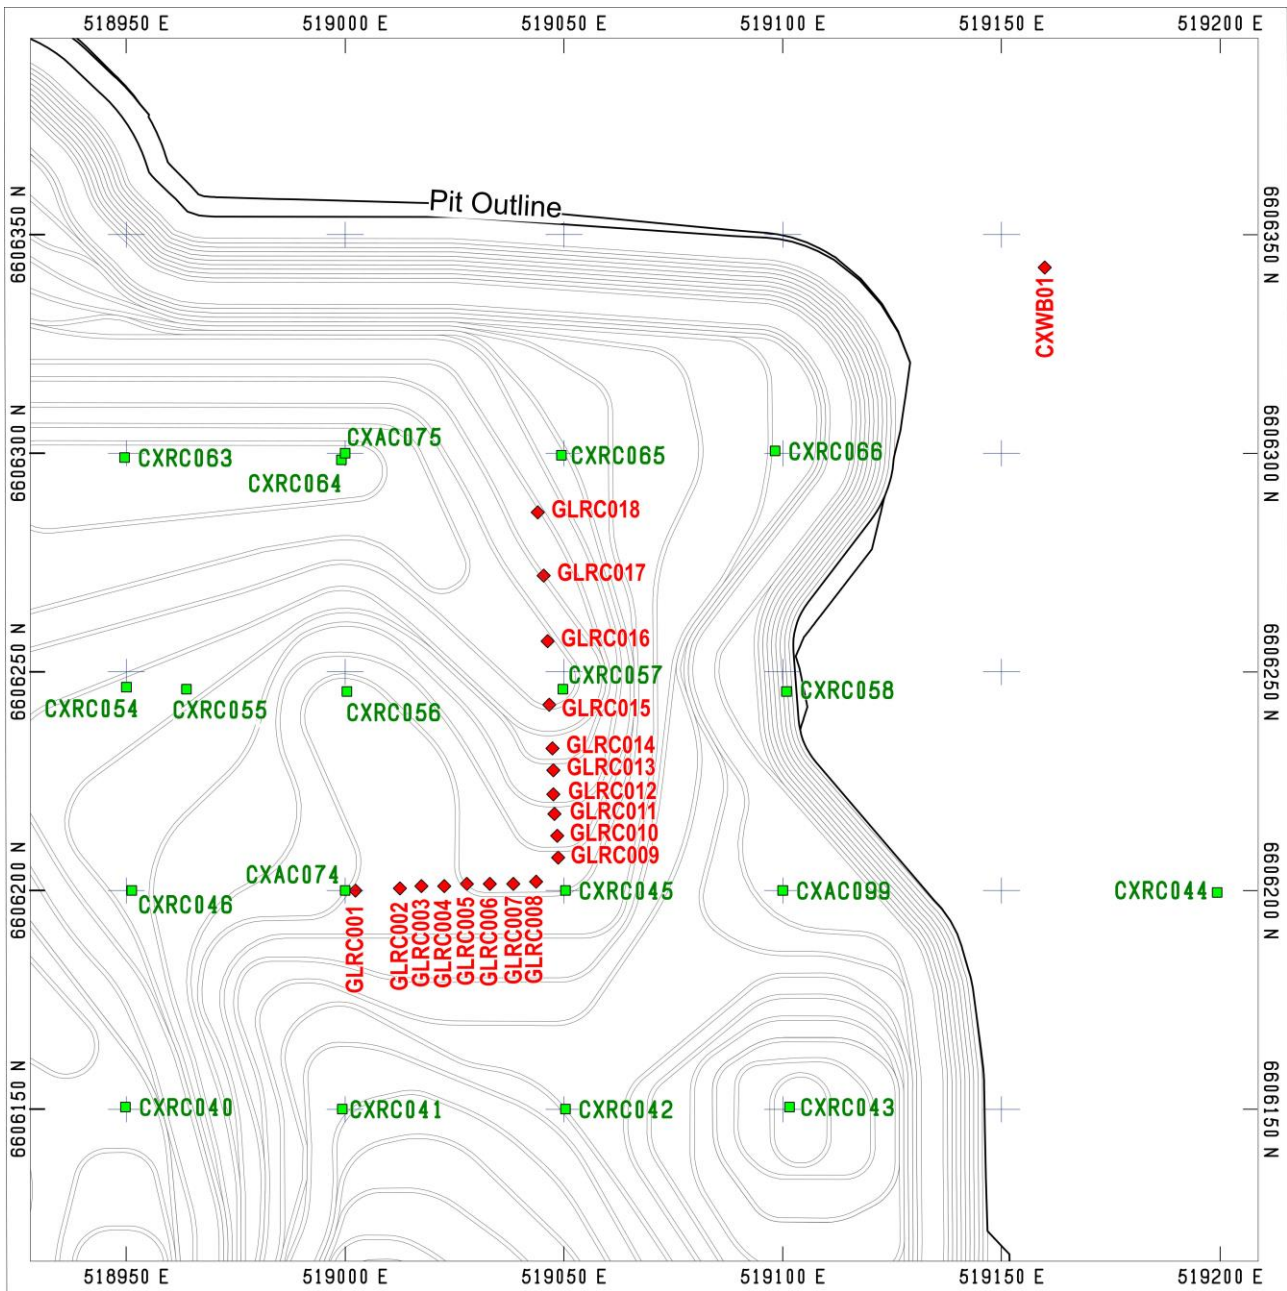 518950 E 519000 E 519050 E 519100 E 519150 E 519200 E
Pit Outline
6606350 N
6606350 N
CXWB01
CXAC075
CXRC063
CXRC064
CXRC065
CXRC066
6606300 N
6606300 N
GLRC018
GLRC017
GLRC016
6606250 N
6606250 N
CXRC057
CXRC058
CXRC054
CXRC055
CXRC056
GLRC015
GLRC014
GLRC013
GLRC012
GLRC011
GLRC010
GLRC009
CXAC074
6606200 N
6606200 N
CXRC046
CXRC045
CXAC099
CXRC044
GLRC001
GLRC002
GLRC003
GLRC004
GLRC005
GLRC006
GLRC007
GLRC008
6606150 N
6606150 N
CXRC040
CXRC041
CXRC042
CXRC043
518950 E 519000 E 519050 E 519100 E 519150 E 519200 E